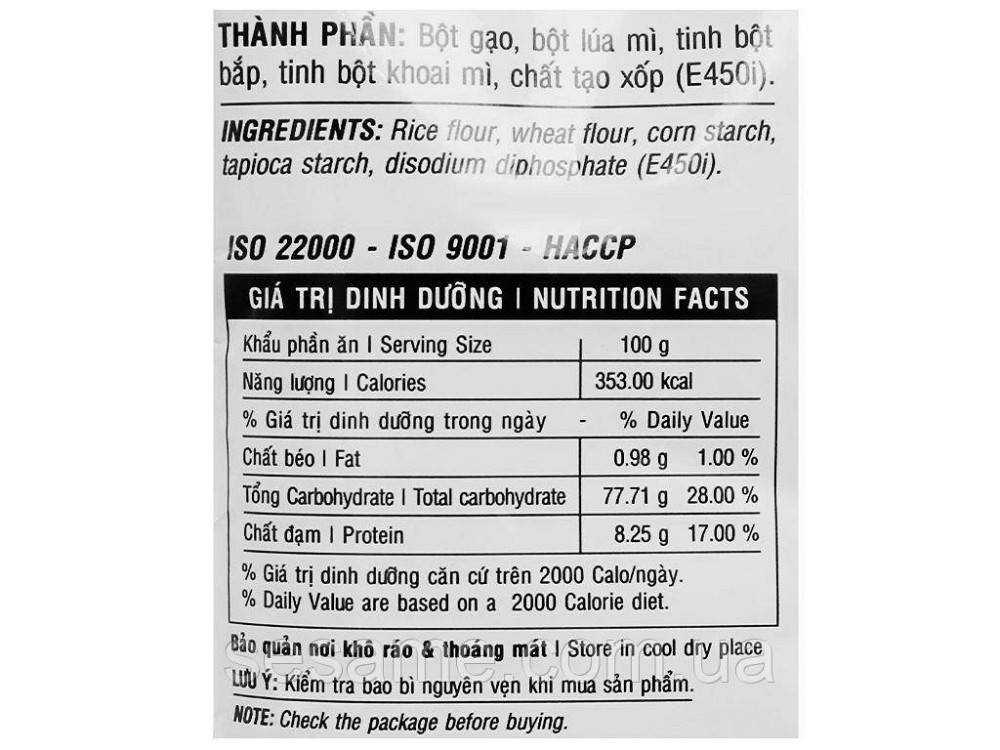 THÀNH PHẦN: Bột gạo, bột lúa mì, tinh bột
bắp, tinh bột khoai mì, chất tạo xốp (E450i).
INGREDIENTS: Rice flour, wheat flour, corn starch,
tapioca starch, disodium diphosphate (E450i).
ISO 22000 - ISO 9001 - HACCP
GIÁ TRỊ DINH DƯỠNG | NUTRITION FACTS
Khẩu phần ăn | Serving Size 100 g
Năng lượng | Calories 353.00 kcal
% Giá trị dinh dưỡng trong ngày - % Daily Value
Chất béo | Fat 0.98 g 1.00 %
Tổng Carbohydrate | Total carbohydrate 77.71 g 28.00 %
Chất đạm | Protein 8.25 g 17.00 %
% Giá trị dinh dưỡng căn cứ trên 2000 Calo/ngày.
% Daily Value are based on a 2000 Calorie diet.
Bảo quản nơi khô ráo & thoáng mát | Store in cool dry place
sesame.com.ua
LƯU Ý: Kiểm tra bao bì nguyên vẹn khi mua sản phẩm.
NOTE: Check the package before buying.